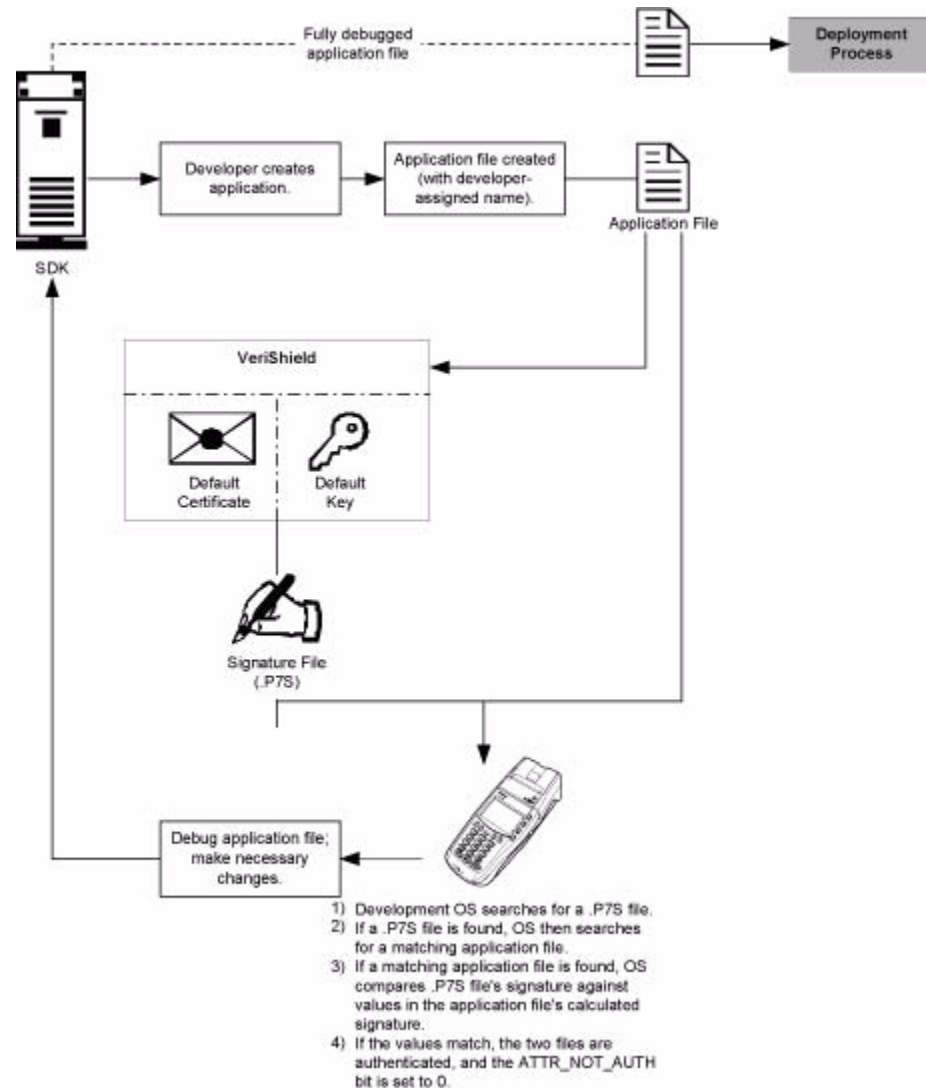 Fully debugged
application file
Deployment
Process
Developer creates
application.
Application file created
(with developer-
assigned name).
Application File
SDK
VeriShield
Default
Certificate
Default
Key
Signature File
(.P7S)
Debug application file;
make necessary
changes.
1) Development OS searches for a .P7S file.
2) If a .P7S file is found, OS then searches
for a matching application file.
3) If a matching application file is found, OS
compares .P7S file's signature against
values in the application file's calculated
signature.
4) If the values match, the two files are
authenticated, and the ATTR_NOT_AUTH
bit is set to 0.